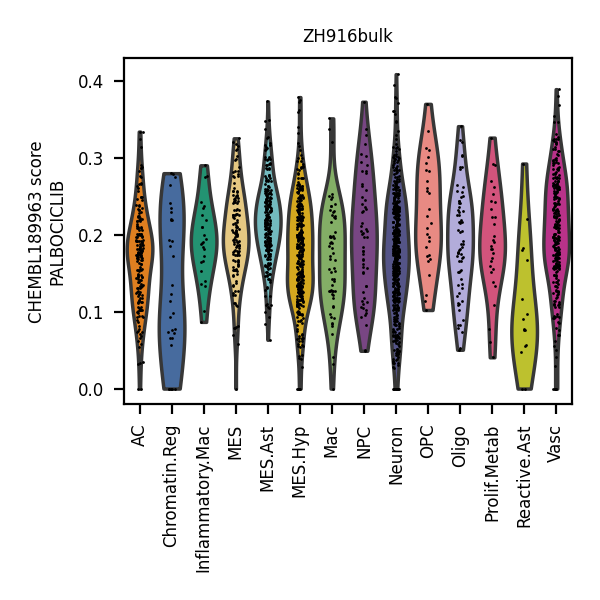 ZH916bulk
CHEMBL189963 score
PALBOCICLIB
0.4
0.3
0.2
0.1
0.0
AC
Chromatin.Reg
Inflammatory.Mac
MES
MES.Ast
MES.Hyp
Mac
NPC
Neuron
OPC
Oligo
Prolif.Metab
Reactive.Ast
Vasc